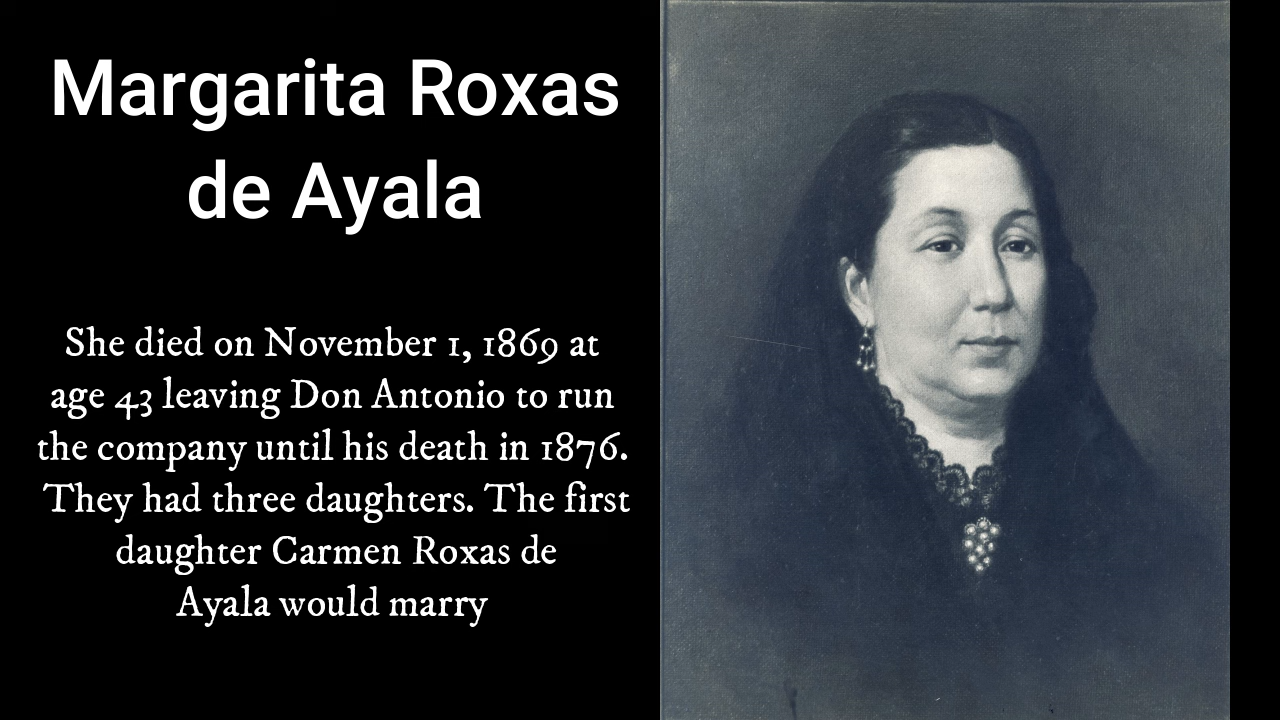 Margarita Roxas
de Ayala
She died on November 1, 1869 at
age 43 leaving Don Antonio to run
the company until his death in 1876.
They had three daughters. The first
daughter Carmen Roxas de
Ayala would marry